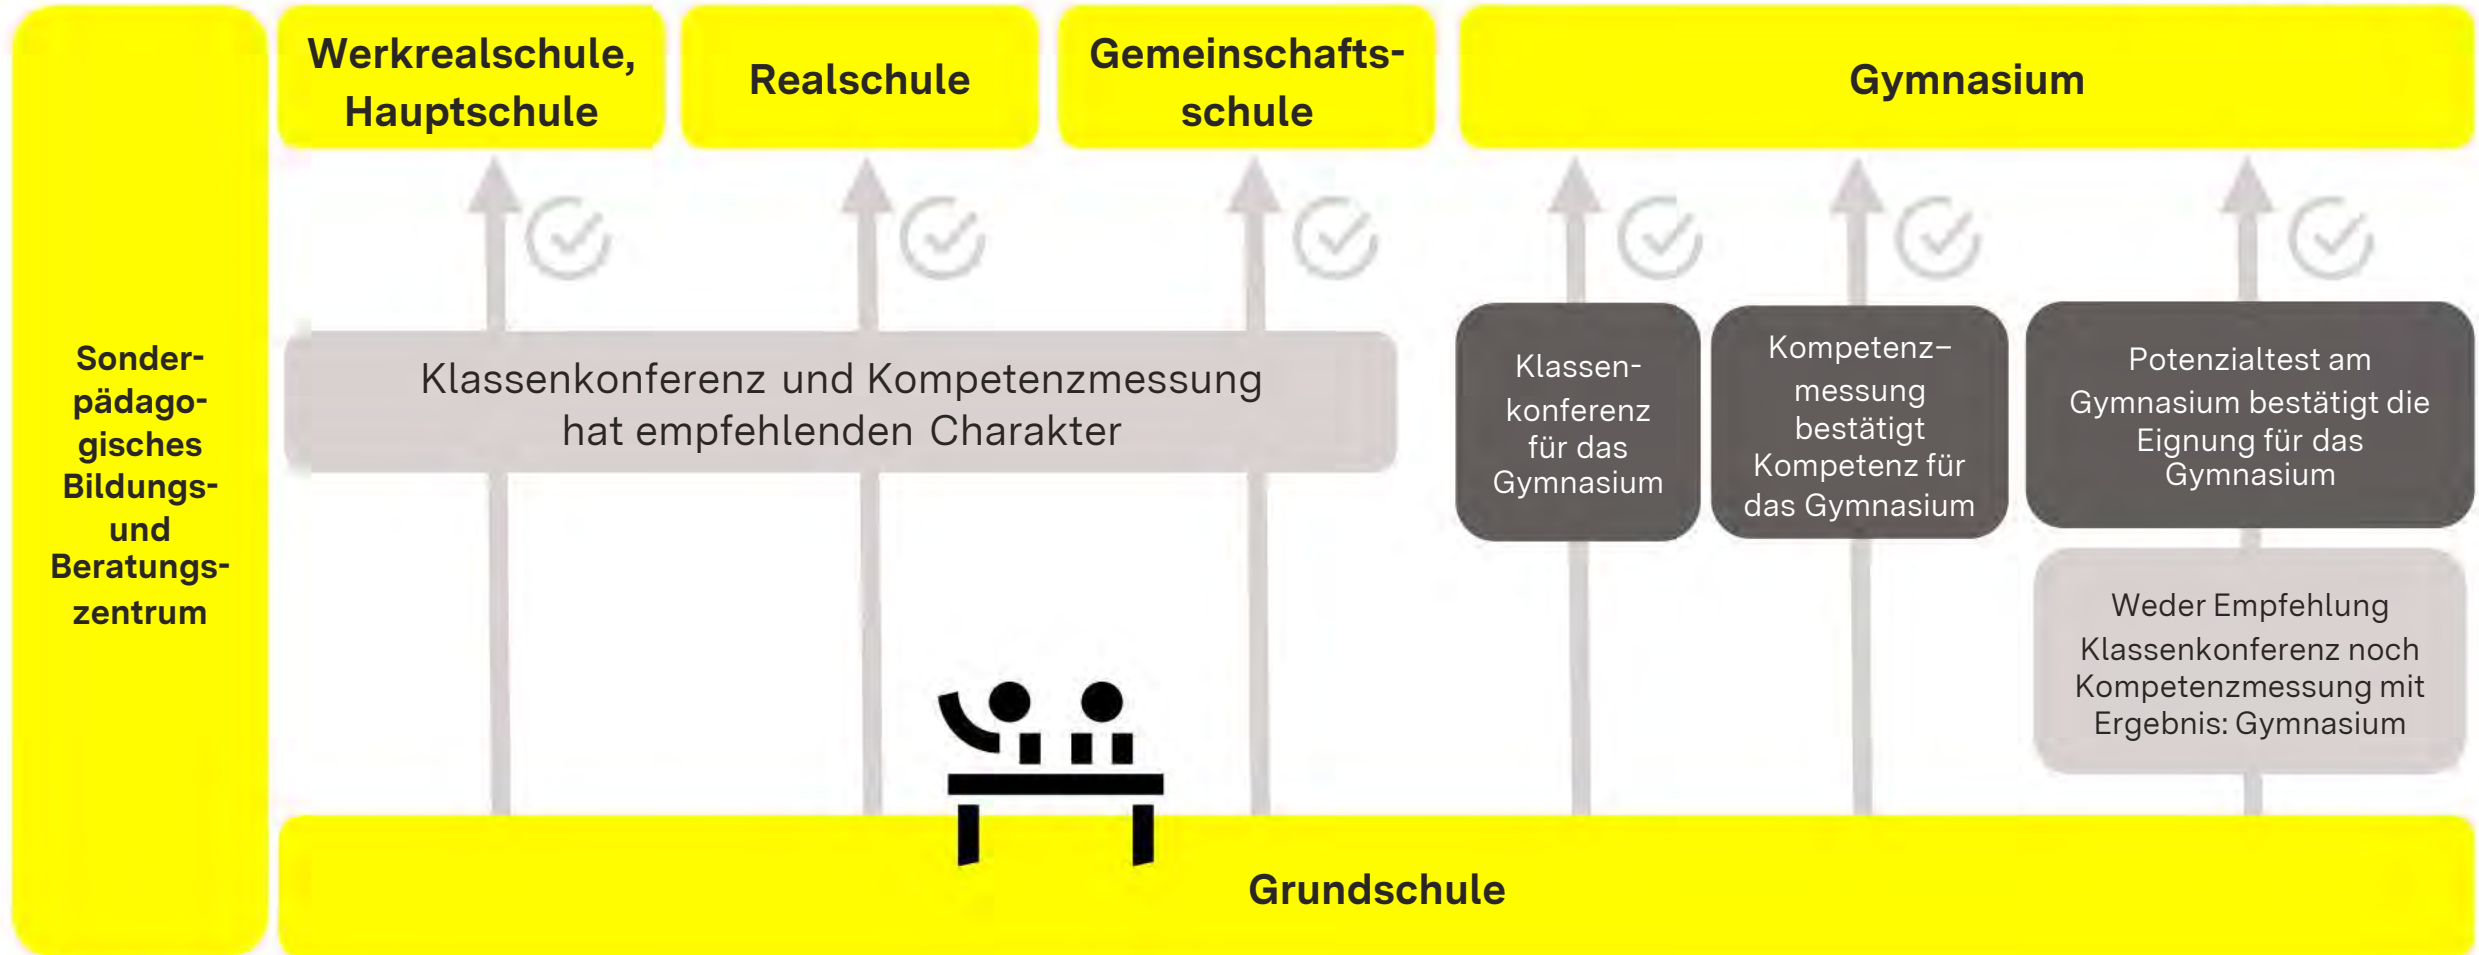 Werkrealschule,
Hauptschule
Realschule
Gemeinschafts-
schule
Gymnasium
Sonder-
pädago-
gisches
Bildungs-
und
Beratungs-
zentrum
Klassenkonferenz und Kompetenzmessung
hat empfehlenden Charakter
Klassen-
konferenz
für das
Gymnasium
Kompetenz–
messung
bestätigt
Kompetenz für
das Gymnasium
Potenzialtest am
Gymnasium bestätigt die
Eignung für das
Gymnasium
Weder Empfehlung
Klassenkonferenz noch
Kompetenzmessung mit
Ergebnis: Gymnasium
Grundschule